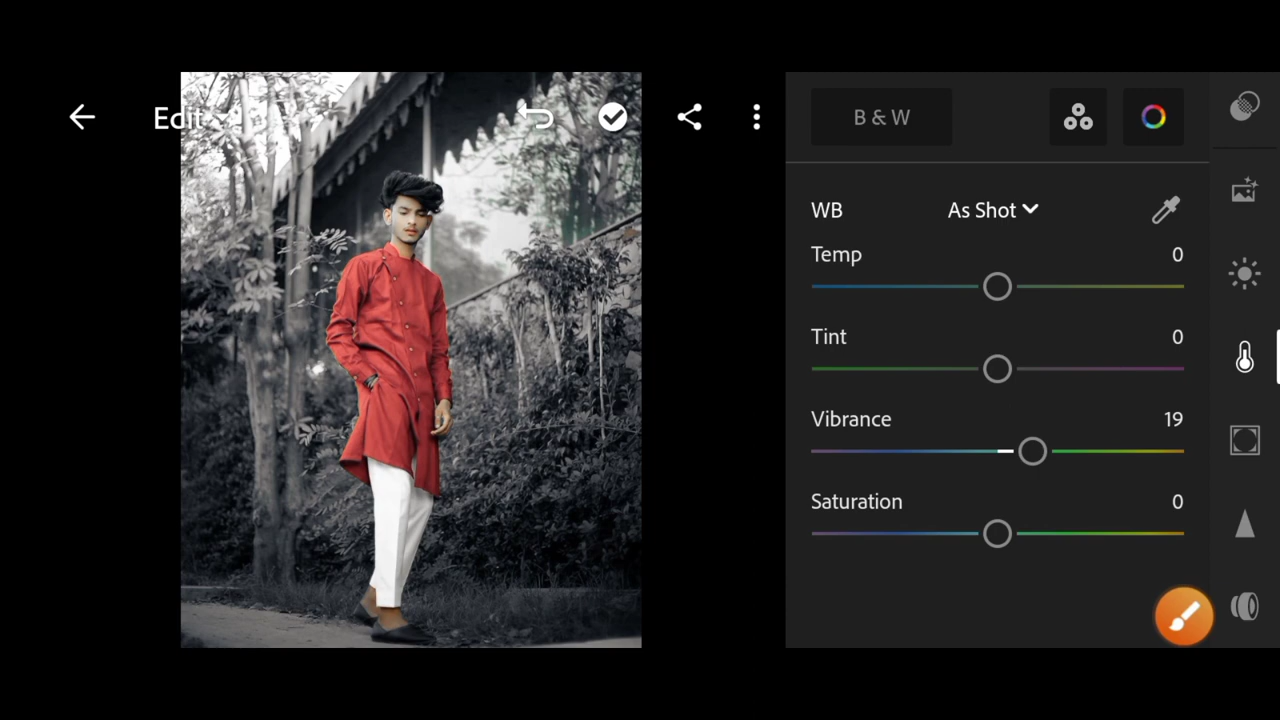 Edit
B & W
WB As Shot
Temp 0
Tint 0
Vibrance 19
Saturation 0